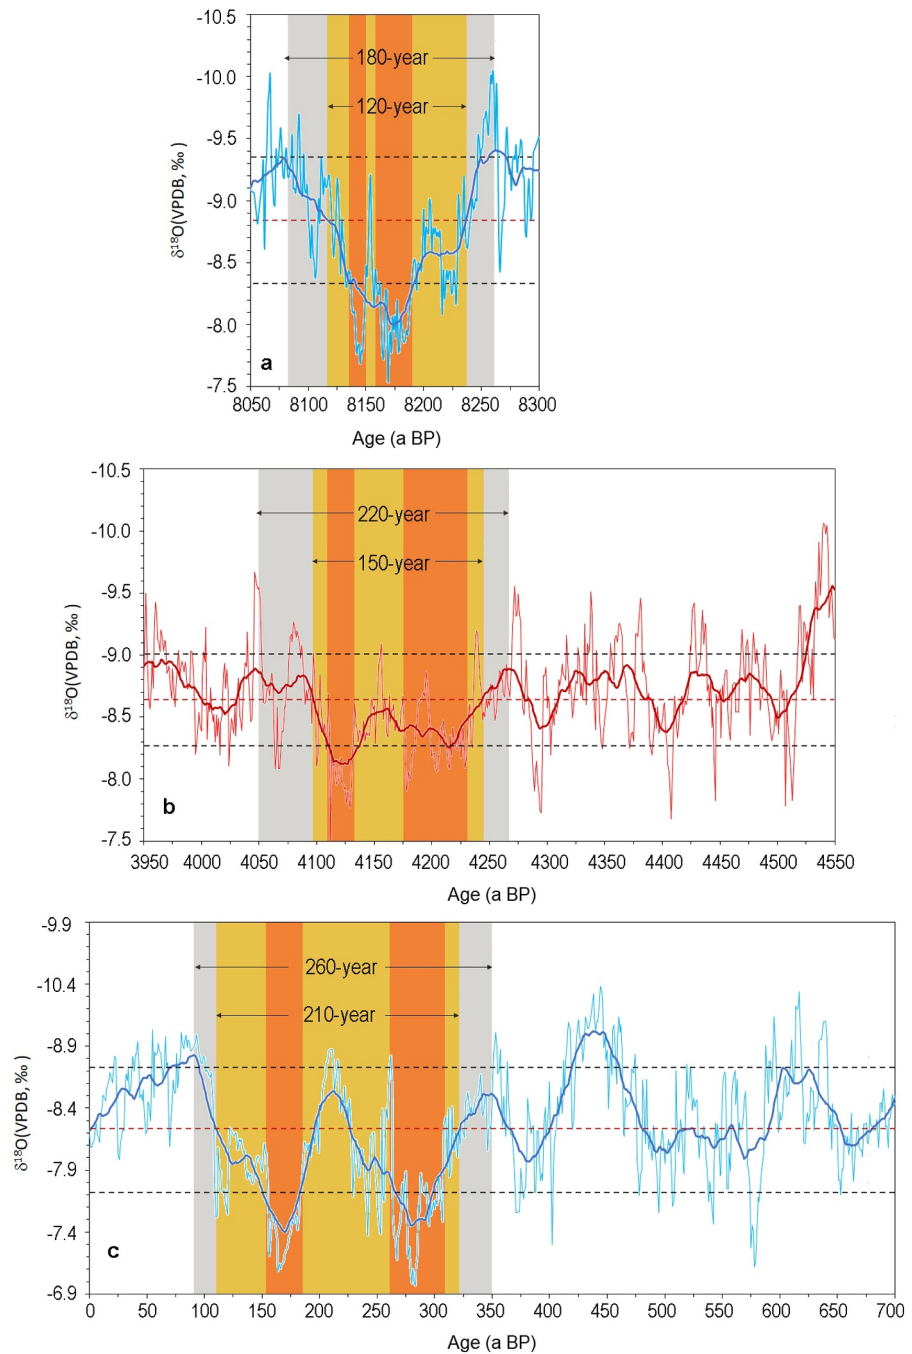 -10.5
-10.0
-9.5
-9.0
-8.5
-8.0
-7.5
δ¹⁸O(VPDB, ‰)
180-year
120-year
a
8050 8100 8150 8200 8250 8300
Age (a BP)
-10.5
-10.0
-9.5
-9.0
-8.5
-8.0
-7.5
δ¹⁸O(VPDB, ‰)
220-year
150-year
b
3950 4000 4050 4100 4150 4200 4250 4300 4350 4400 4450 4500 4550
Age (a BP)
-9.9
-10.4
-8.9
-8.4
-7.9
-7.4
-6.9
δ¹⁸O(VPDB, ‰)
260-year
210-year
c
0 50 100 150 200 250 300 350 400 450 500 550 600 650 700
Age (a BP)